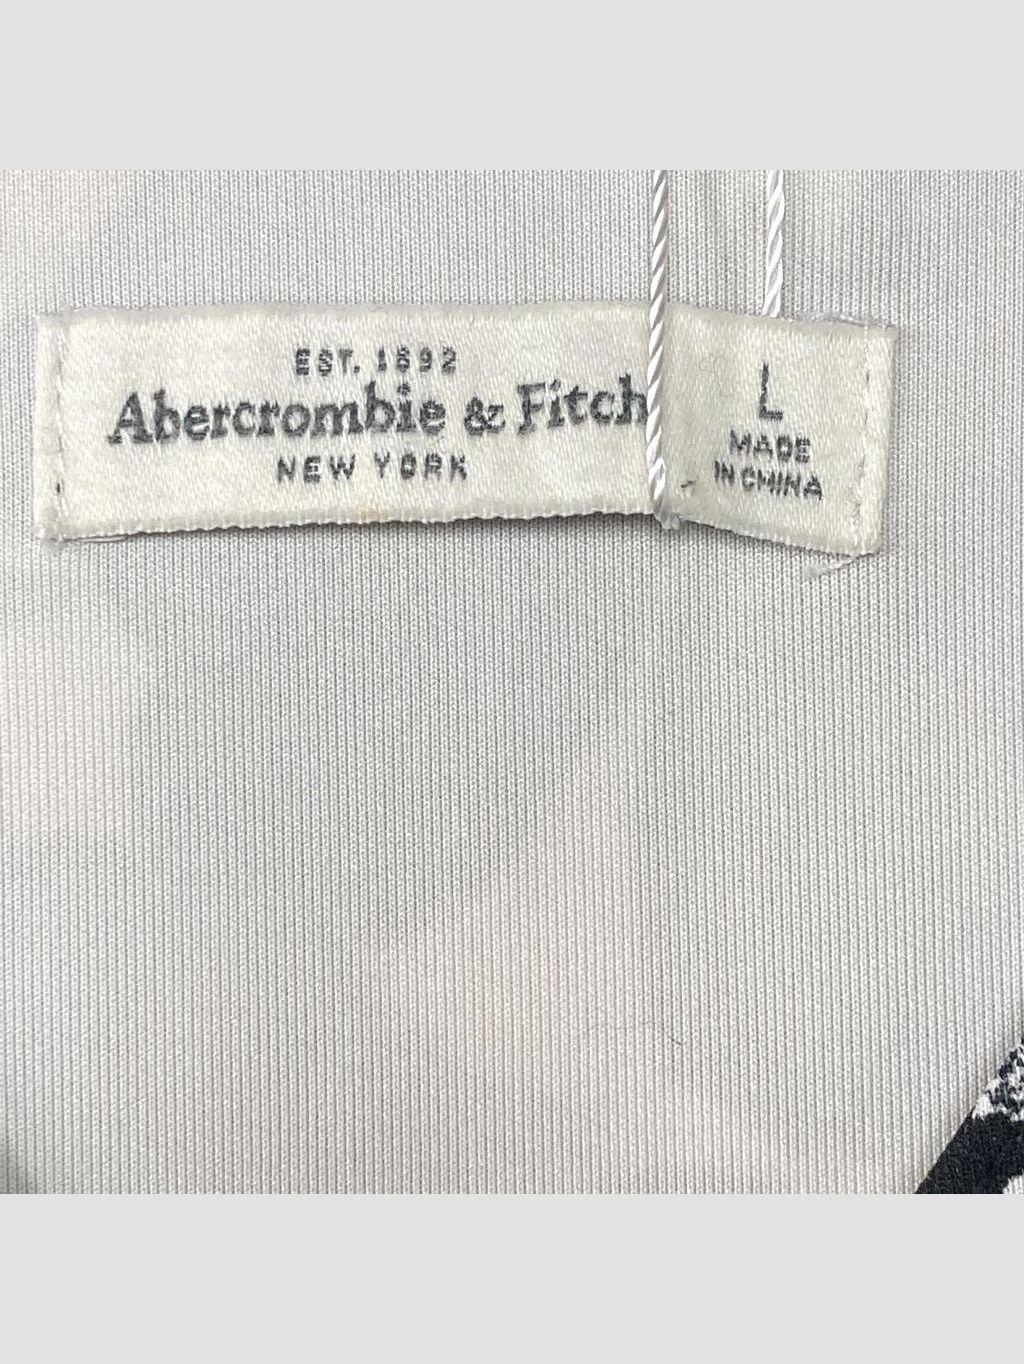 EST. 1892
Abercrombie & Fitch
NEW YORK
L
MADE
IN CHINA